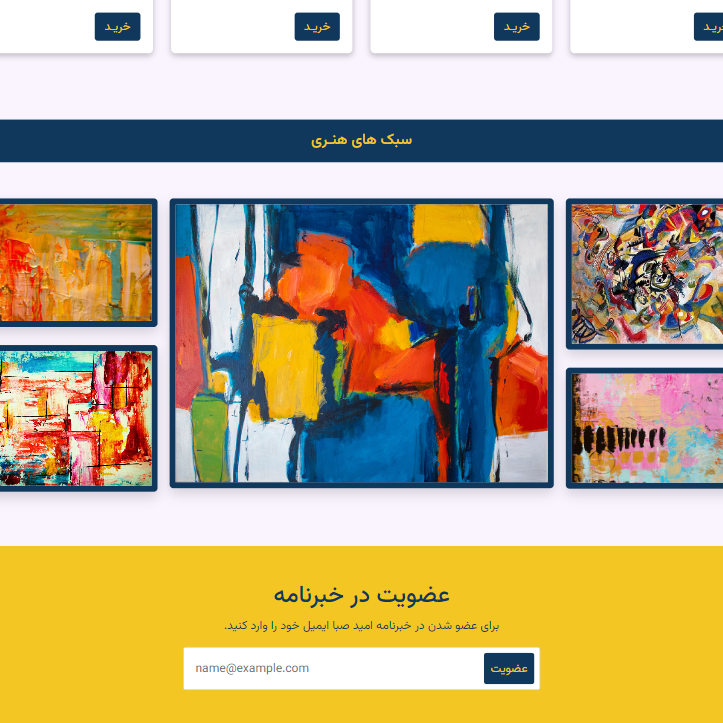 خرید خرید خرید خرید
سبک های هنری
عضویت در خبرنامه
برای عضو شدن در خبرنامه امید صبا ایمیل خود را وارد کنید.
عضویت name@example.com